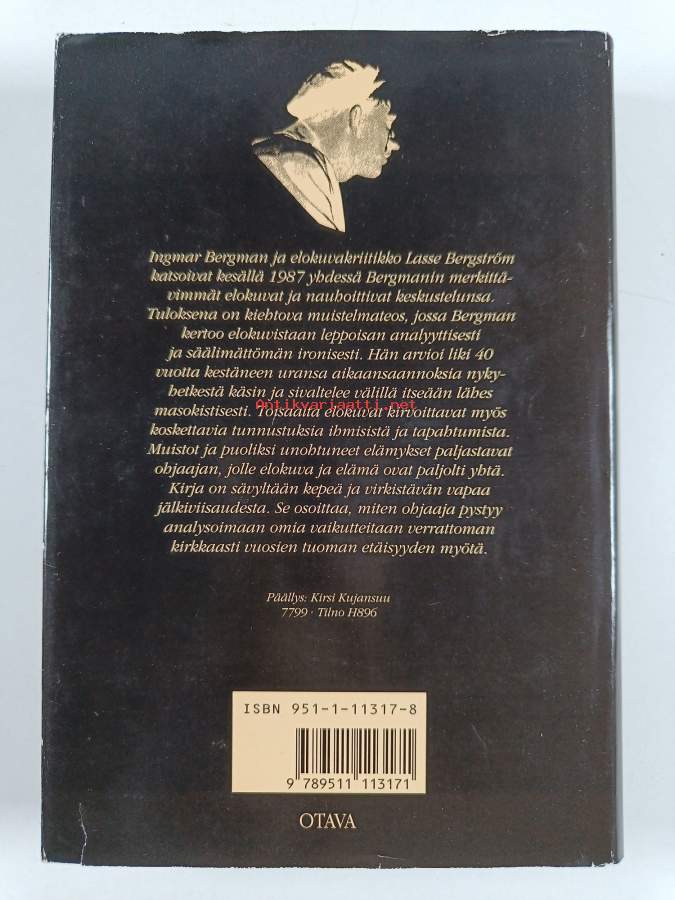 Ingmar Bergman ja elokuvakriitikko Lasse Bergström
katsoivat kesällä 1987 yhdessä Bergmanin merkittä-
vimmät elokuvat ja nauhoittivat keskustelunsa.
Tuloksena on kiehtova muistelmateos, jossa Bergman
kertoo elokuvistaan leppoisan analyyttisesti
ja säälimättömän ironisesti. Hän arvioi liki 40
vuotta kestäneen uransa aikaansaannoksia nyky-
hetkestä käsin ja sivaltelee välillä itseään lähes
masokistisesti. Toisaalta elokuvat kirvoittavat myös
Antikvariaatti.net
koskettavia tunnustuksia ihmisistä ja tapahtumista.
Muistot ja puoliksi unohtuneet elämykset paljastavat
ohjaajan, jolle elokuva ja elämä ovat paljolti yhtä.
Kirja on sävyltään kepeä ja virkistävän vapaa
jälkiviisaudesta. Se osoittaa, miten ohjaaja pystyy
analysoimaan omia vaikutteitaan verrattoman
kirkkaasti vuosien tuoman etäisyyden myötä.
Päällys: Kirsi Kujansuu
7799 · Tilno H896
ISBN 951-1-11317-8
9 789511 113171
OTAVA